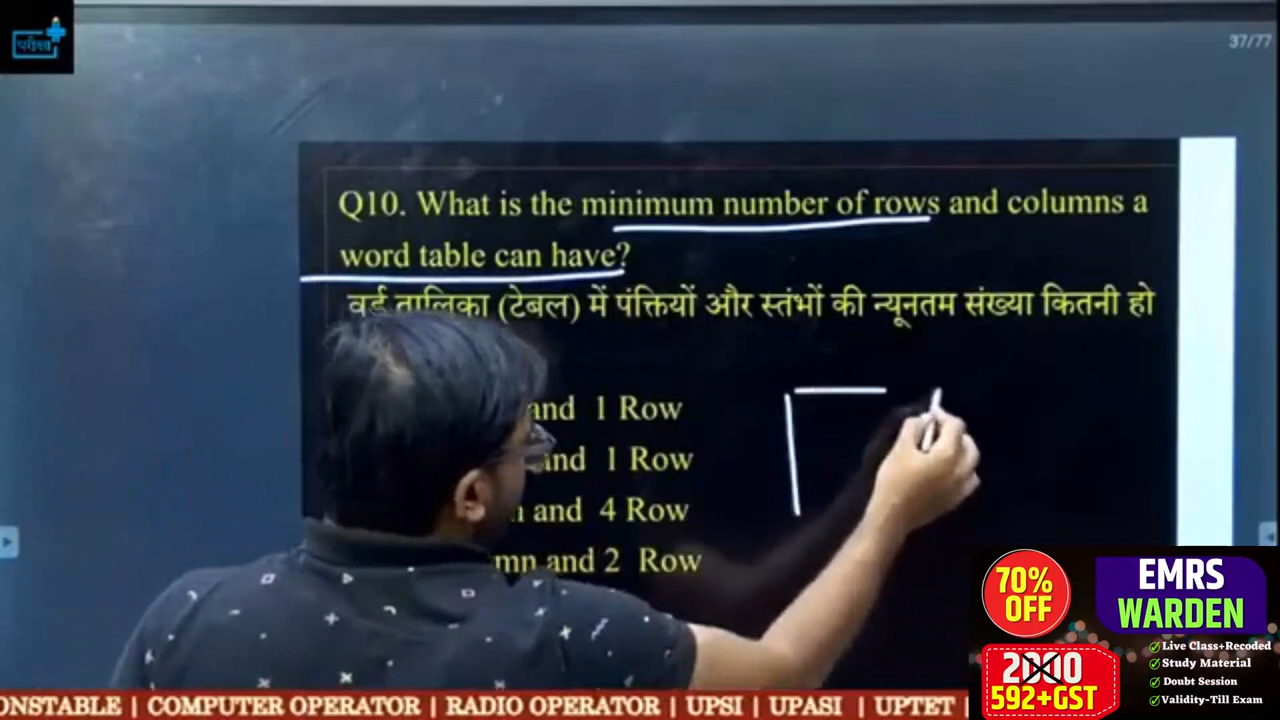 परीक्षा
37/77
Q10. What is the minimum number of rows and columns a
word table can have?
वर्ड तालिका (टेबल) में पंक्तियों और स्तंभों की न्यूनतम संख्या कितनी हो
and 1 Row
and 1 Row
and 4 Row
and 2 Row
70%
OFF
EMRS
WARDEN
2000
592+GST
Live Class+Recoded
Study Material
Doubt Session
Validity-Till Exam
CONSTABLE | COMPUTER OPERATOR | RADIO OPERATOR | UPSI | UPASI | UPTET |